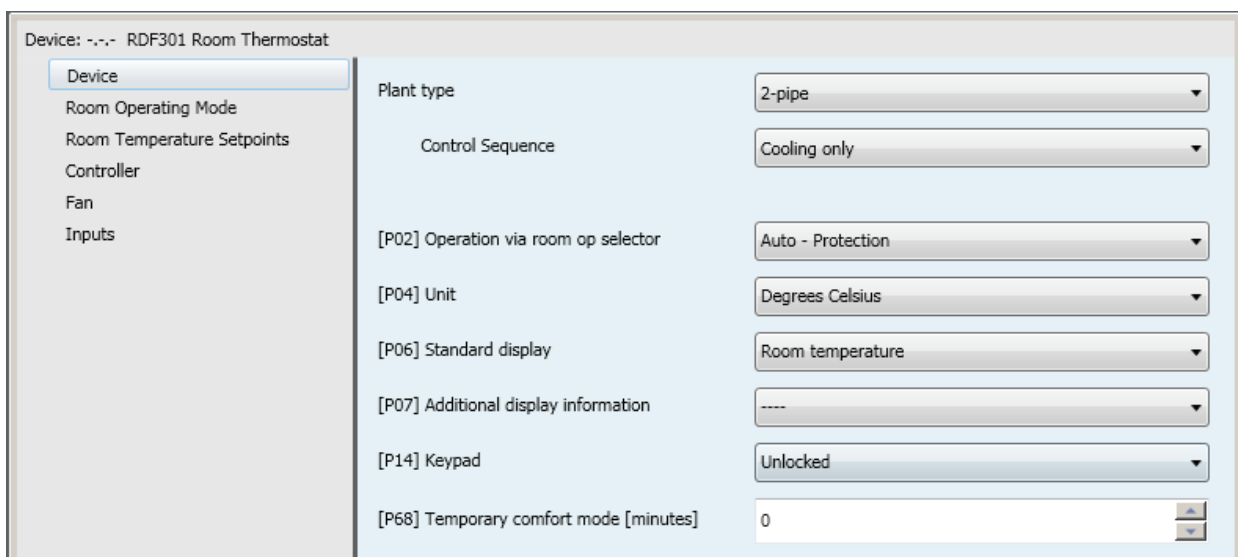 Device: -.-.- RDF301 Room Thermostat
Device
Room Operating Mode
Room Temperature Setpoints
Controller
Fan
Inputs
Plant type 2-pipe
Control Sequence Cooling only
[P02] Operation via room op selector Auto - Protection
[P04] Unit Degrees Celsius
[P06] Standard display Room temperature
[P07] Additional display information ----
[P14] Keypad Unlocked
[P68] Temporary comfort mode [minutes] 0